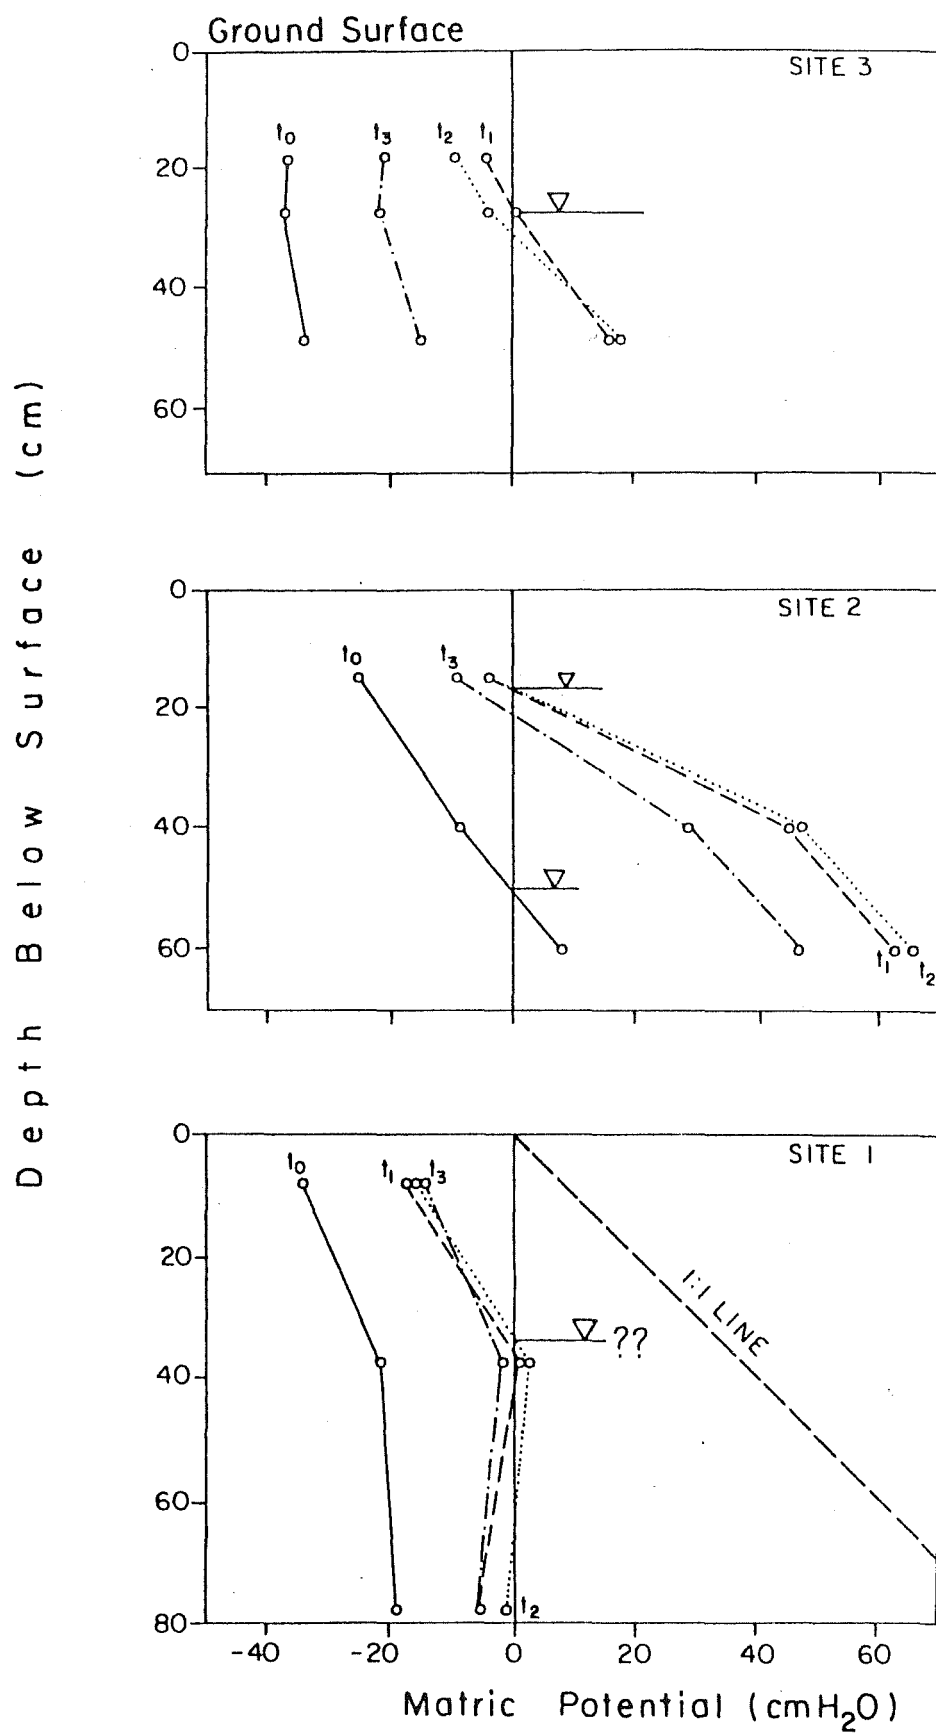 Ground Surface
0
SITE 3
t0 t3 t2 t1
20
40
60
0
SITE 2
t0 t3
20
40
60
t1 t2
0
SITE 1
t0 t1 t3
20
1:1 LINE
??
40
60
t2
80
-40 -20 0 20 40 60
Matric Potential (cmH2O)
Depth Below Surface (cm)